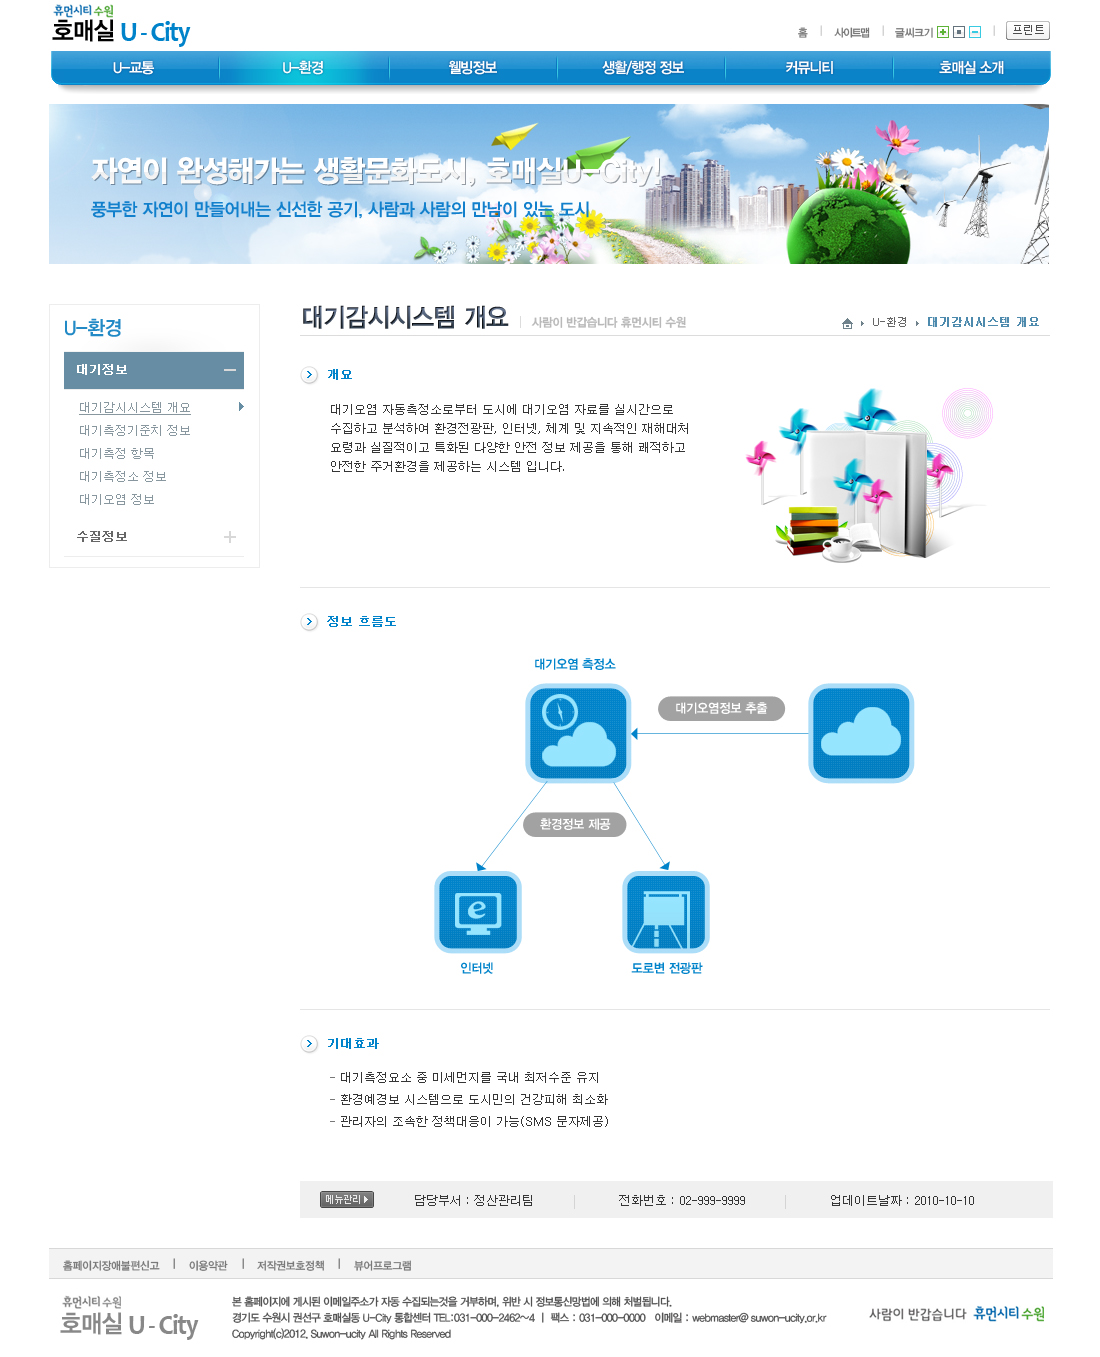 휴먼시티 수원
호매실 U - City
홈
사이트맵
글씨크기
프린트
U-교통
U-환경
웰빙정보
생활/행정 정보
커뮤니티
호매실 소개
자연이 완성해가는 생활문화도시, 호매실U-City!
풍부한 자연이 만들어내는 신선한 공기, 사람과 사람의 만남이 있는 도시
U-환경
대기정보
대기감시시스템 개요
대기측정기준치 정보
대기측정 항목
대기측정소 정보
대기오염 정보
수질정보
대기감시시스템 개요
사람이 반갑습니다 휴먼시티 수원
U-환경
대기감시시스템 개요
개요
대기오염 자동측정소로부터 도시에 대기오염 자료를 실시간으로
수집하고 분석하여 환경전광판, 인터넷, 체계 및 지속적인 재해대처
요령과 실질적이고 특화된 다양한 안전 정보 제공을 통해 쾌적하고
안전한 주거환경을 제공하는 시스템 입니다.
정보 흐름도
대기오염 측정소
대기오염정보 추출
환경정보 제공
인터넷
도로변 전광판
기대효과
- 대기측정요소 중 미세먼지를 국내 최저수준 유지
- 환경예경보 시스템으로 도시민의 건강피해 최소화
- 관리자의 조속한 정책대응이 가능(SMS 문자제공)
메뉴관리
담당부서 : 정산관리팀
전화번호 : 02-999-9999
업데이트날짜 : 2010-10-10
홈페이지장애불편신고
이용약관
저작권보호정책
뷰어프로그램
휴먼시티 수원
호매실 U - City
본 홈페이지에 게시된 이메일주소가 자동 수집되는것을 거부하며, 위반 시 정보통신망법에 의해 처벌됩니다.
경기도 수원시 권선구 호매실동 U-City 통합센터 TEL:031-000-2462~4 | 팩스 : 031-000-0000 이메일 : webmaster@ suwon-ucity.or.kr
Copyright(c)2012, Suwon-ucity All Rights Reserved
사람이 반갑습니다 휴먼시티 수원